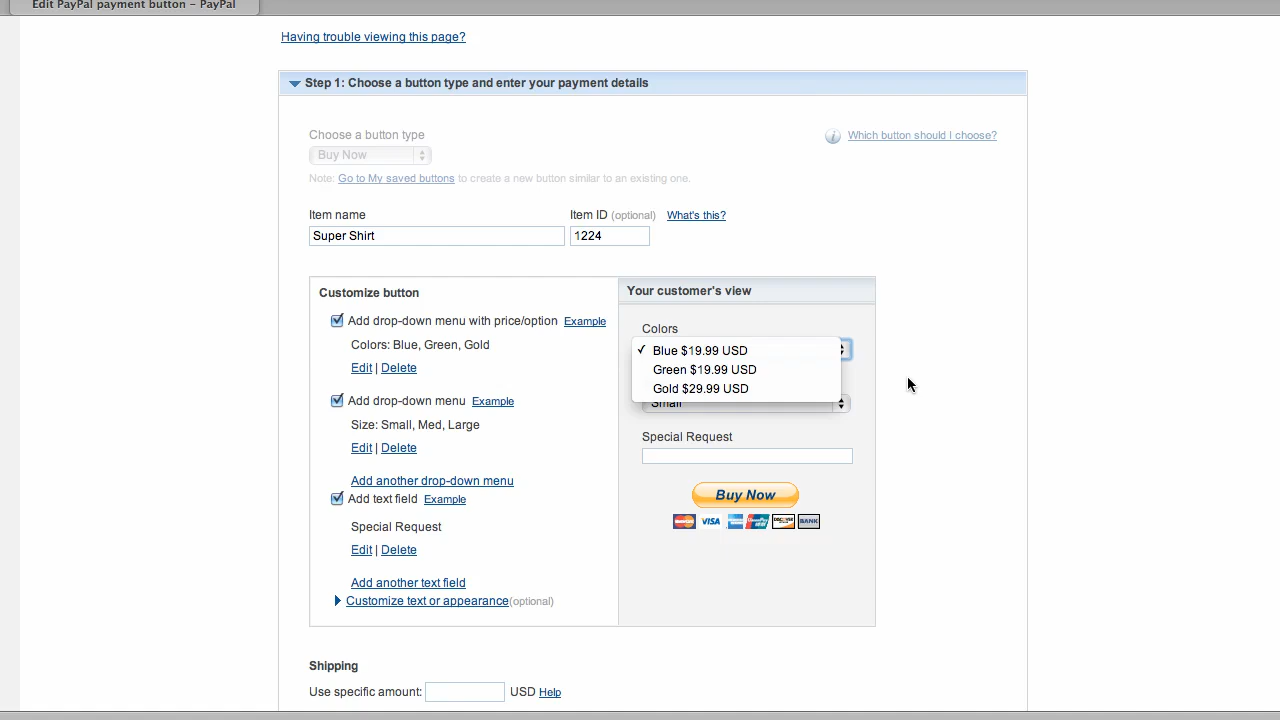 Edit PayPal payment button – PayPal
Having trouble viewing this page?
Step 1: Choose a button type and enter your payment details
Choose a button type
Which button should I choose?
Buy Now
Note: Go to My saved buttons to create a new button similar to an existing one.
Item name
Item ID (optional) What's this?
Super Shirt
1224
Customize button
Add drop-down menu with price/option Example
Colors: Blue, Green, Gold
Edit | Delete
Add drop-down menu Example
Size: Small, Med, Large
Edit | Delete
Add another drop-down menu
Add text field Example
Special Request
Edit | Delete
Add another text field
Customize text or appearance(optional)
Your customer's view
Colors
✓ Blue $19.99 USD
Green $19.99 USD
Gold $29.99 USD
Small
Special Request
Buy Now
MasterCard VISA DISCOVER BANK
Shipping
Use specific amount: USD Help